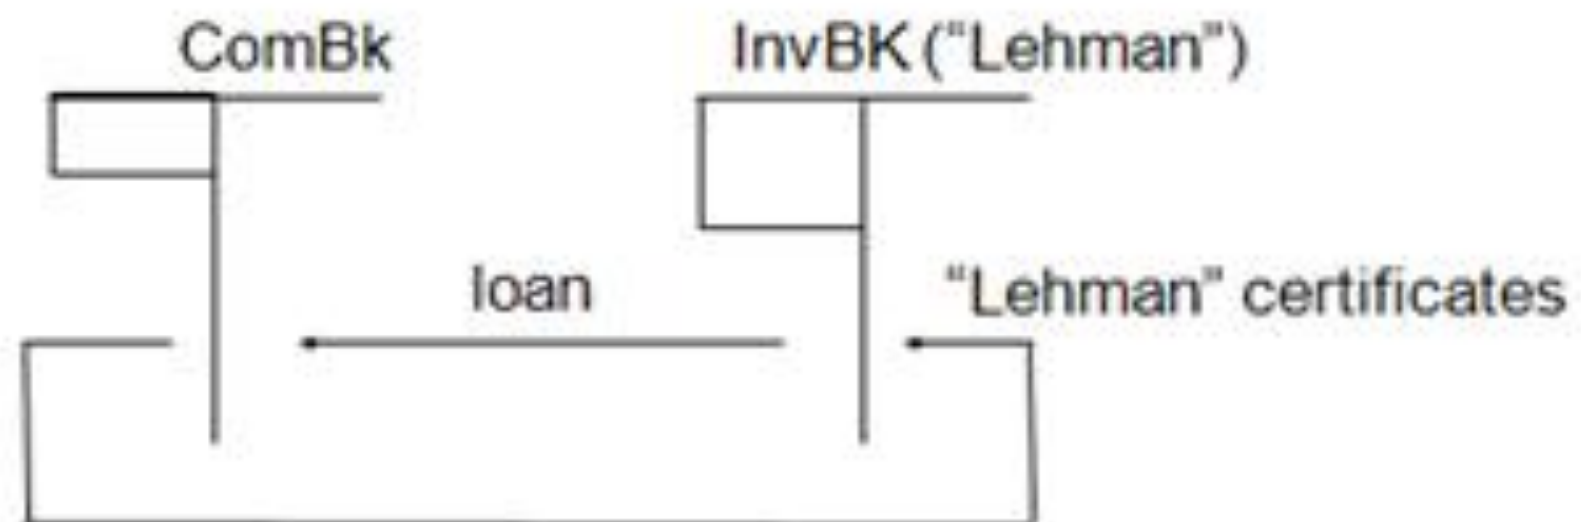 ComBk InvBK (“Lehman”)
loan “Lehman” certificates